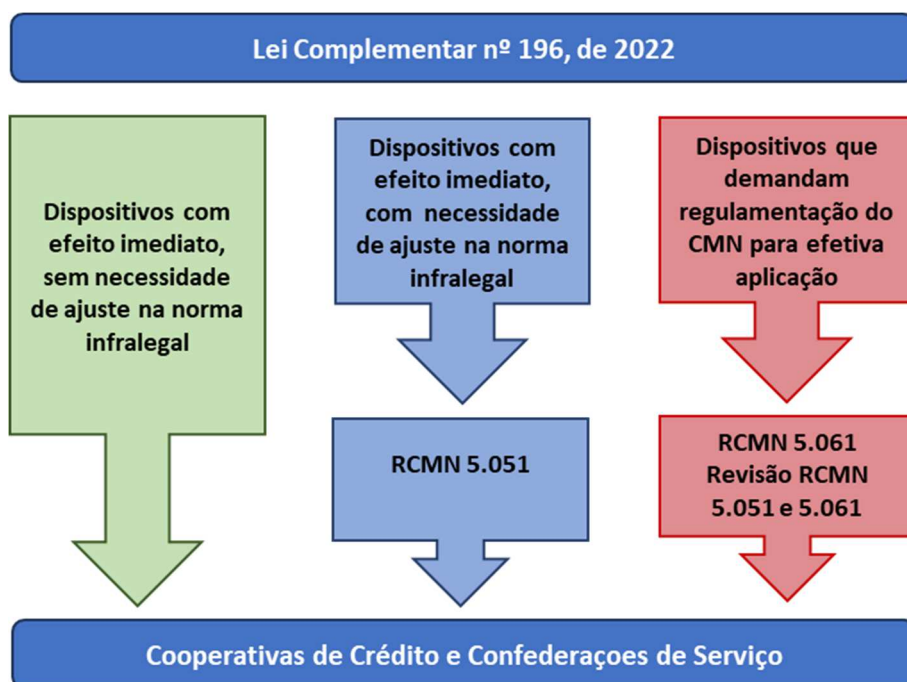 Lei Complementar nº 196, de 2022
Dispositivos com
efeito imediato,
sem necessidade
de ajuste na norma
infralegal
Dispositivos com
efeito imediato,
com necessidade
de ajuste na norma
infralegal
Dispositivos que
demandam
regulamentação do
CMN para efetiva
aplicação
RCMN 5.051
RCMN 5.061
Revisão RCMN
5.051 e 5.061
Cooperativas de Crédito e Confederaçoes de Serviço